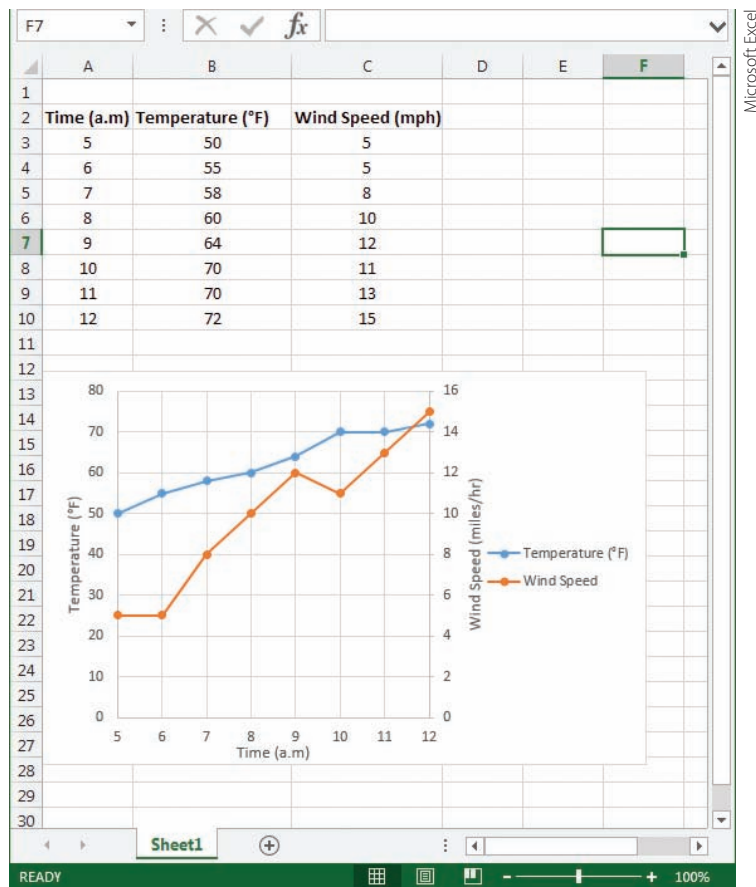 F7 fx
Microsoft Excel
A B C D E F
1
2 Time (a.m) Temperature (°F) Wind Speed (mph)
3 5 50 5
4 6 55 5
5 7 58 8
6 8 60 10
7 9 64 12
8 10 70 11
9 11 70 13
10 12 72 15
11
12
13
14
15
16
17
18
19
20
21
22
23
24
25
26
27
28
29
30
80
70
60
50
40
30
20
10
0
Temperature (°F)
16
14
12
10
8
6
4
2
0
Wind Speed (miles/hr)
5 6 7 8 9 10 11 12
Time (a.m)
Temperature (°F)
Wind Speed
Sheet1
READY 100%